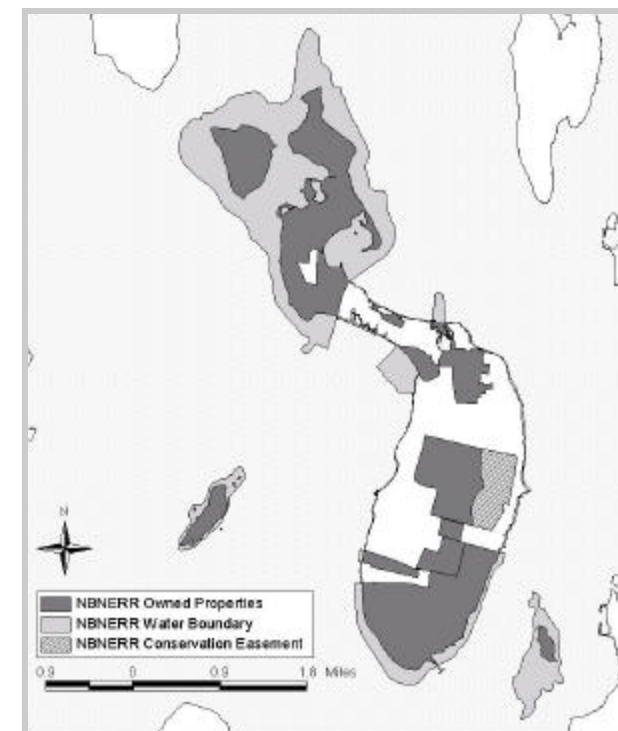 N
NBNERR Owned Properties
NBNERR Water Boundary
NBNERR Conservation Easement
0.9 0 0.9 1.8 Miles